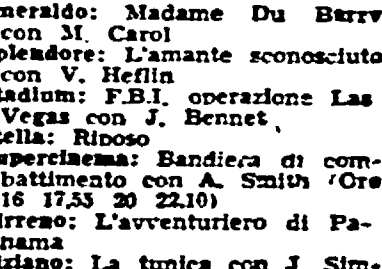 meraldo: Madame Du Barry
con M. Carol
plendore: L'amante sconosciuto
con V. Heflin
tadium: F.B.I. operazione Las
Vegas con J. Bennet
tella: Riposo
upercinema: Bandiera di com-
battimento con A. Smith (Ore
16 17,55 20 22.10)
irreno: L'avventuriero di Pa-
nama
iziano: La tunica con J. Sim-